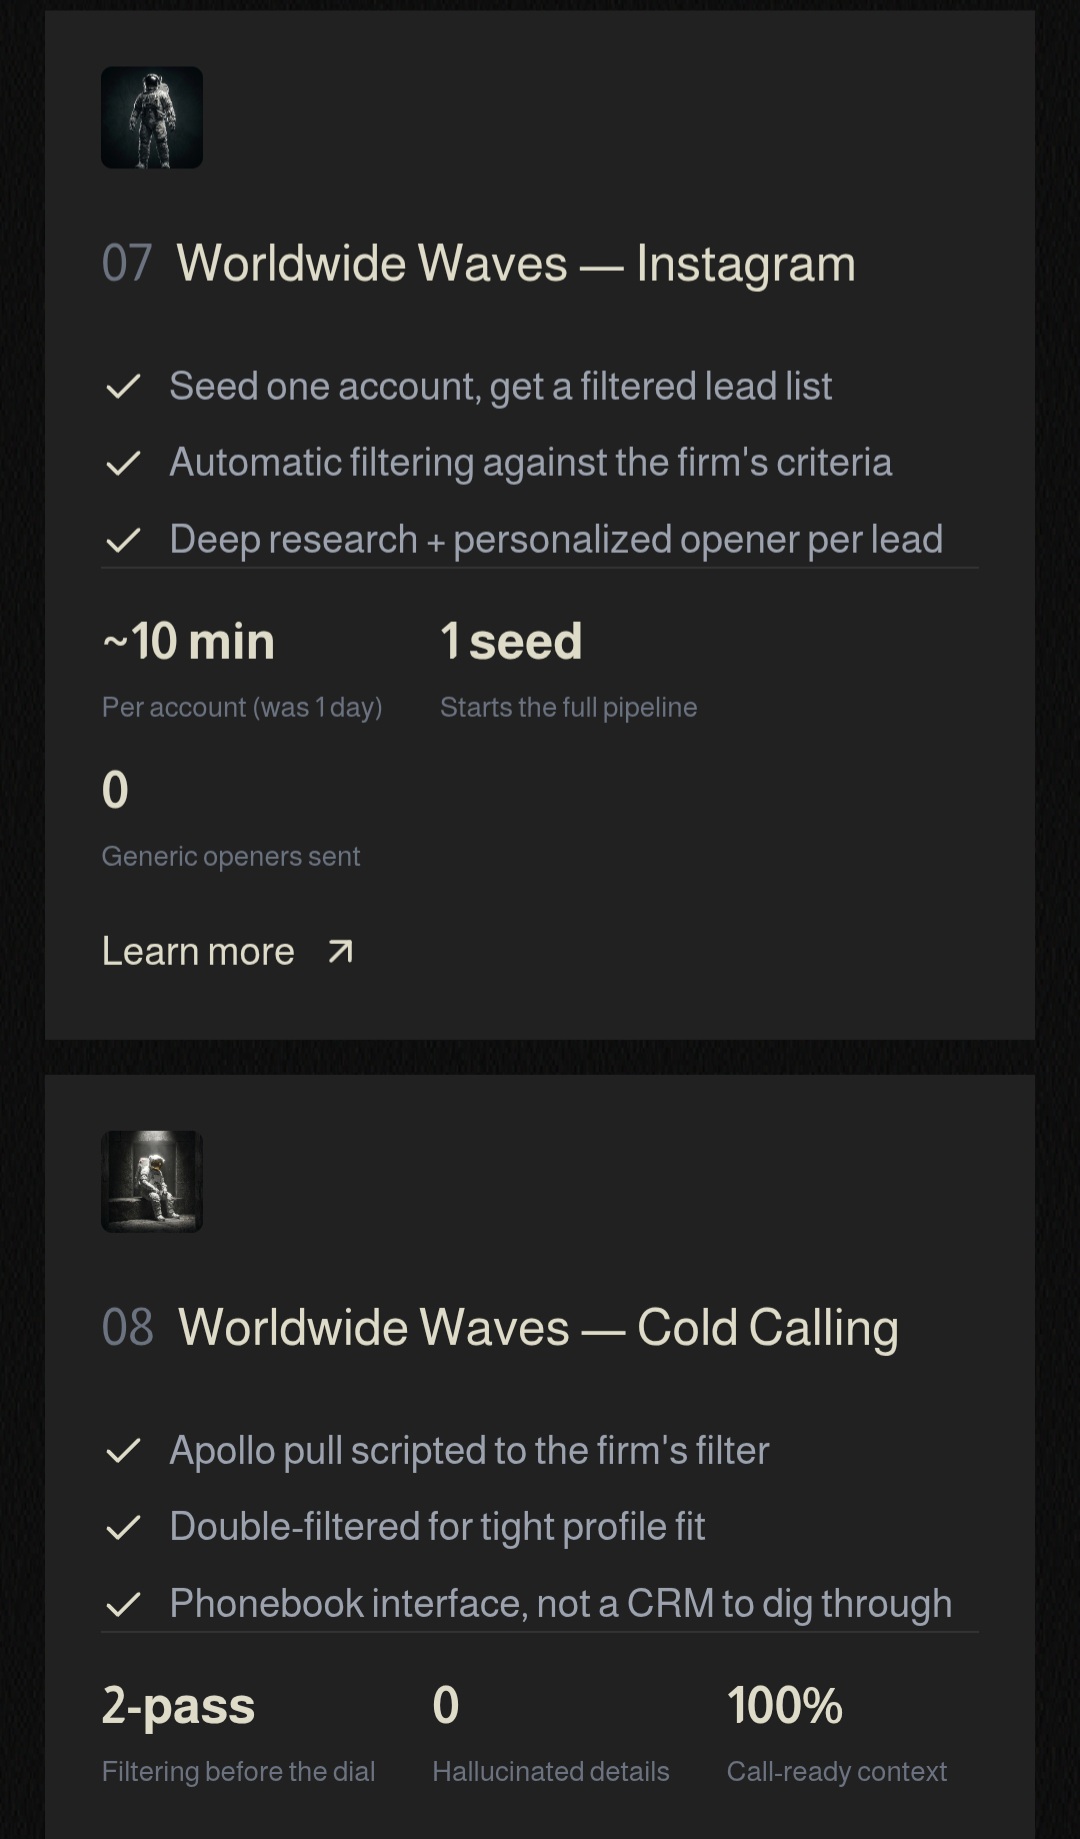 07 Worldwide Waves — Instagram
Seed one account, get a filtered lead list
Automatic filtering against the firm's criteria
Deep research + personalized opener per lead
~10 min
Per account (was 1 day)
1 seed
Starts the full pipeline
0
Generic openers sent
Learn more
08 Worldwide Waves — Cold Calling
Apollo pull scripted to the firm's filter
Double-filtered for tight profile fit
Phonebook interface, not a CRM to dig through
2-pass
Filtering before the dial
0
Hallucinated details
100%
Call-ready context